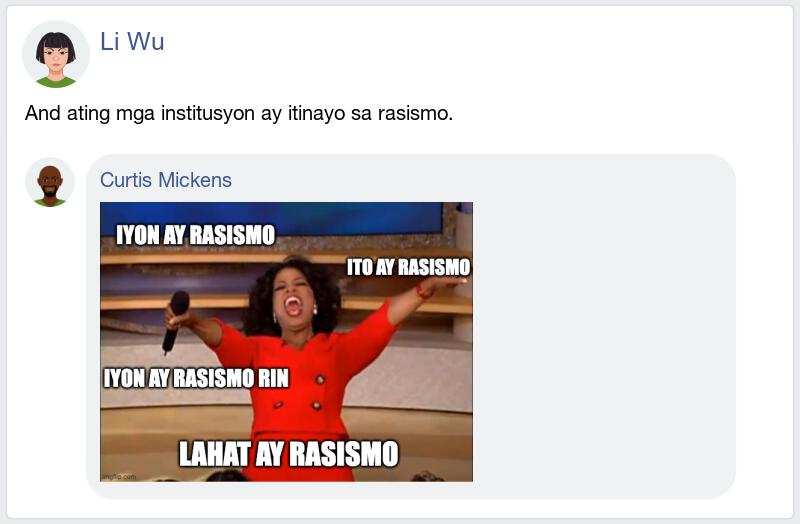 Li Wu
And ating mga institusyon ay itinayo sa rasismo.
Curtis Mickens
IYON AY RASISMO
ITO AY RASISMO
IYON AY RASISMO RIN
LAHAT AY RASISMO
imgflip.com